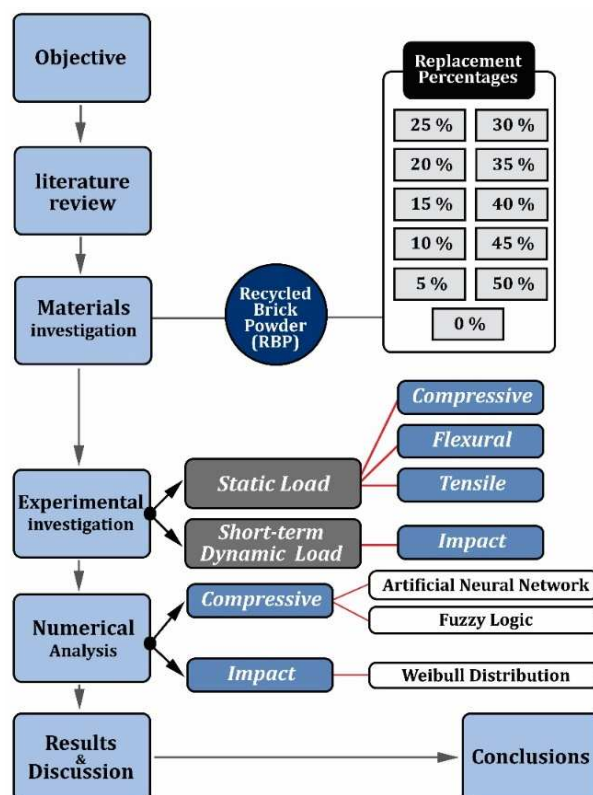 Objective
Replacement
Percentages
25 %
30 %
20 %
35 %
15 %
40 %
10 %
45 %
5 %
50 %
0 %
literature
review
Materials
investigation
Recycled
Brick
Powder
(RBP)
Experimental
investigation
Static Load
Compressive
Flexural
Tensile
Short-term
Dynamic Load
Impact
Numerical
Analysis
Compressive
Artificial Neural Network
Fuzzy Logic
Impact
Weibull Distribution
Results
&
Discussion
Conclusions